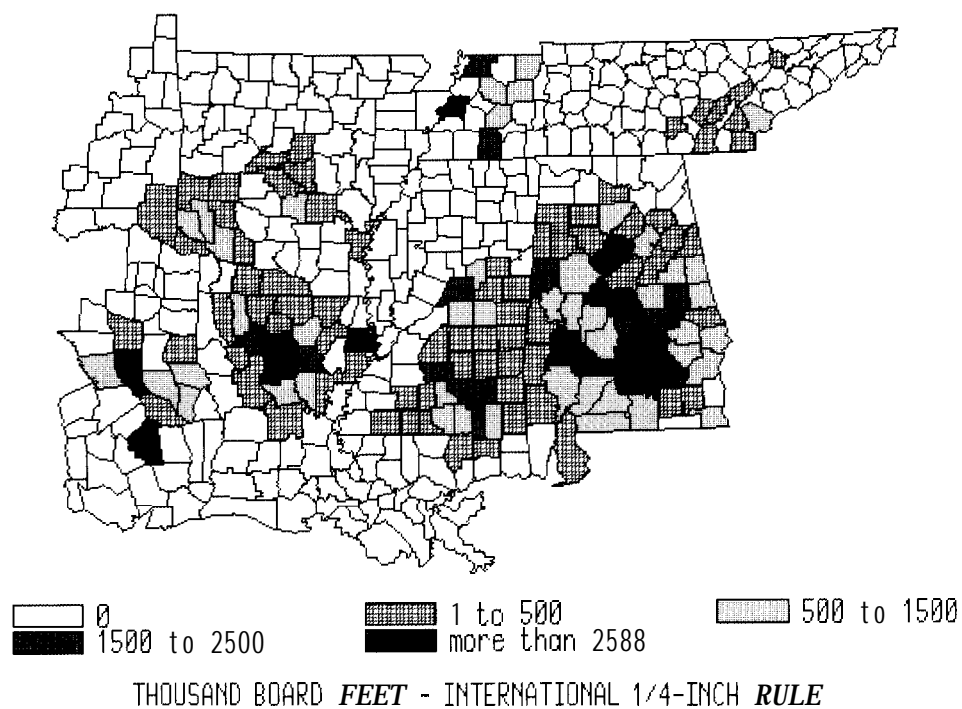 0 1 to 500 500 to 1500
1500 to 2500 more than 2588
THOUSAND BOARD FEET - INTERNATIONAL 1/4-INCH RULE